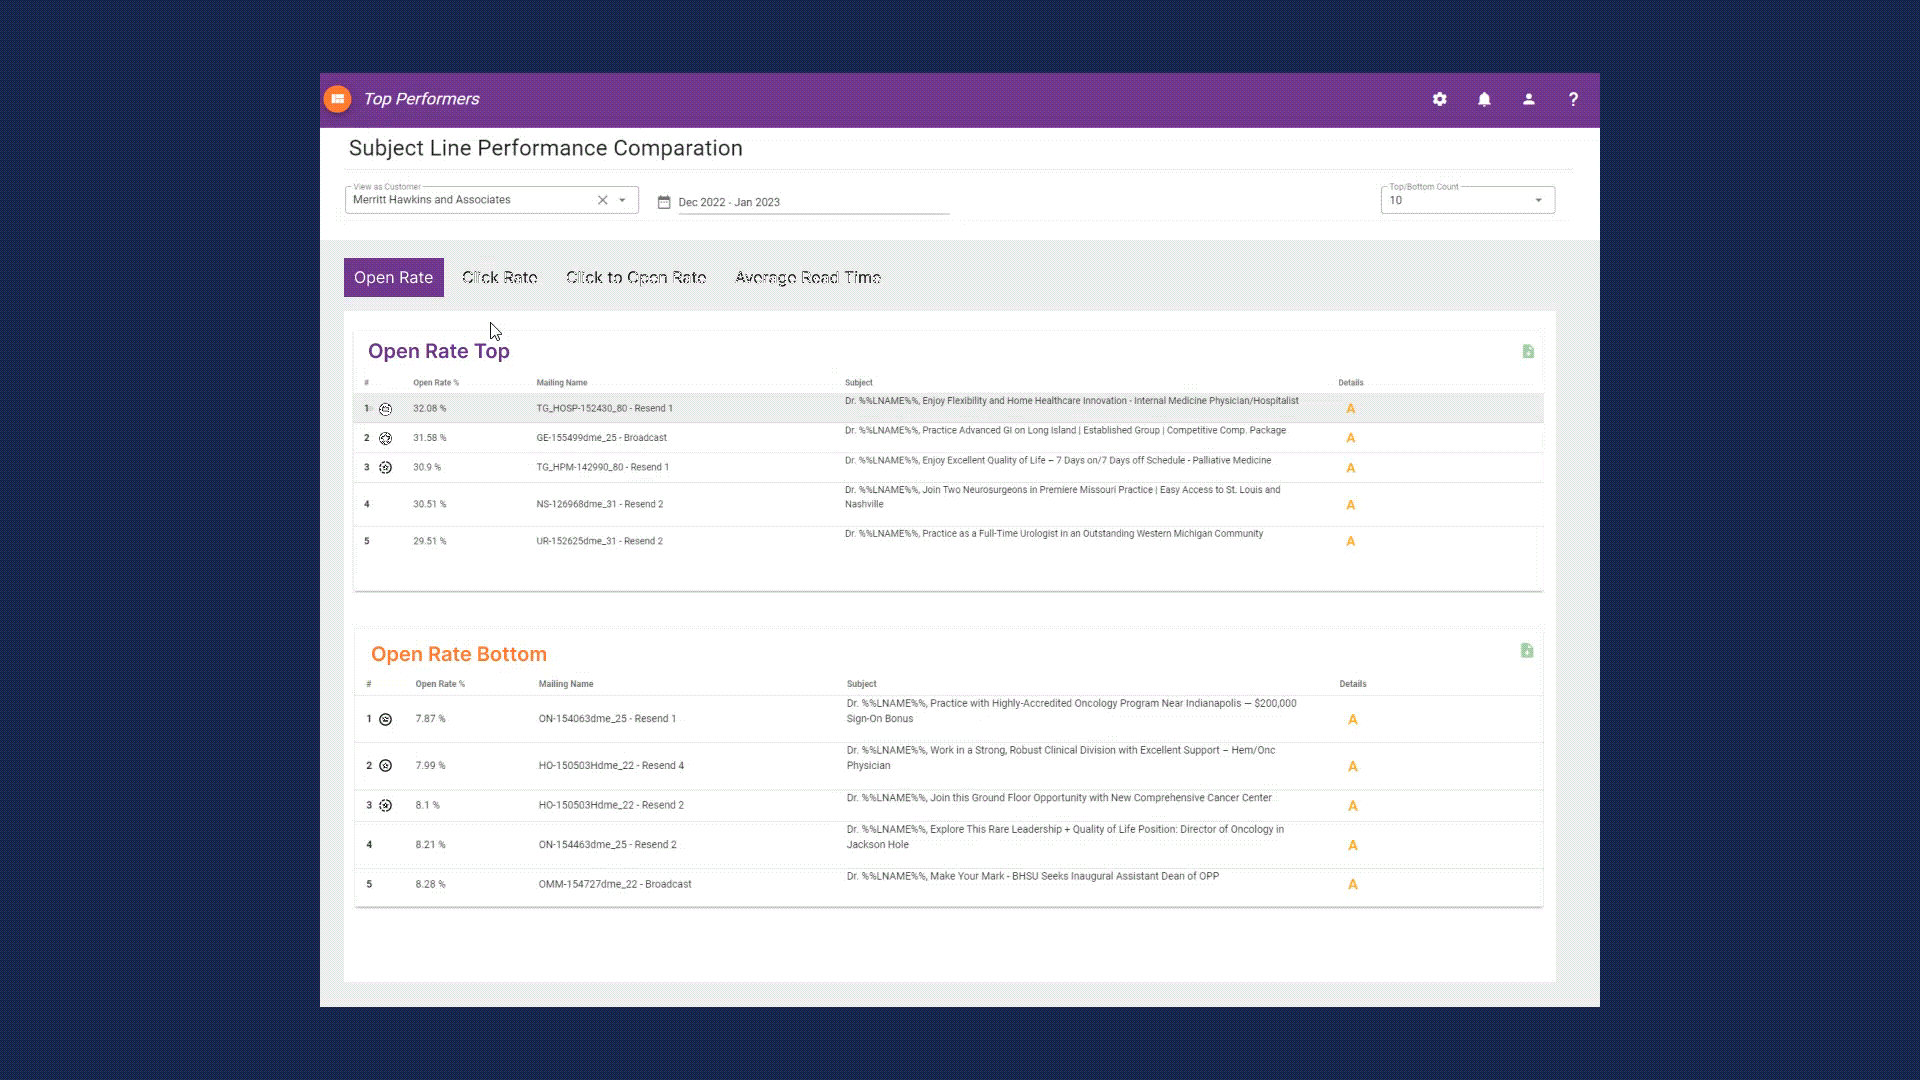 Top Performers
?
Subject Line Performance Comparation
View as Customer
Merritt Hawkins and Associates
Dec 2022 - Jan 2023
Top/Bottom Count
10
Open Rate Click Rate Click to Open Rate Average Read Time
Open Rate Top
# Open Rate % Mailing Name Subject Details
1 32.08 % TG_HOSP-152430_80 - Resend 1 Dr. %%LNAME%%, Enjoy Flexibility and Home Healthcare Innovation - Internal Medicine Physician/Hospitalist A
2 31.58 % GE-155499dme_25 - Broadcast Dr. %%LNAME%%, Practice Advanced GI on Long Island | Established Group | Competitive Comp. Package A
3 30.9 % TG_HPM-142990_80 - Resend 1 Dr. %%LNAME%%, Enjoy Excellent Quality of Life – 7 Days on/7 Days off Schedule - Palliative Medicine A
4 30.51 % NS-126968dme_31 - Resend 2 Dr. %%LNAME%%, Join Two Neurosurgeons in Premiere Missouri Practice | Easy Access to St. Louis and
Nashville A
5 29.51 % UR-152625dme_31 - Resend 2 Dr. %%LNAME%%, Practice as a Full-Time Urologist in an Outstanding Western Michigan Community A
Open Rate Bottom
# Open Rate % Mailing Name Subject Details
1 7.87 % ON-154063dme_25 - Resend 1 Dr. %%LNAME%%, Practice with Highly-Accredited Oncology Program Near Indianapolis — $200,000
Sign-On Bonus A
2 7.99 % HO-150503Hdme_22 - Resend 4 Dr. %%LNAME%%, Work in a Strong, Robust Clinical Division with Excellent Support – Hem/Onc
Physician A
3 8.1 % HO-150503Hdme_22 - Resend 2 Dr. %%LNAME%%, Join this Ground Floor Opportunity with New Comprehensive Cancer Center A
4 8.21 % ON-154463dme_25 - Resend 2 Dr. %%LNAME%%, Explore This Rare Leadership + Quality of Life Position: Director of Oncology in
Jackson Hole A
5 8.28 % OMM-154727dme_22 - Broadcast Dr. %%LNAME%%, Make Your Mark - BHSU Seeks Inaugural Assistant Dean of OPP A